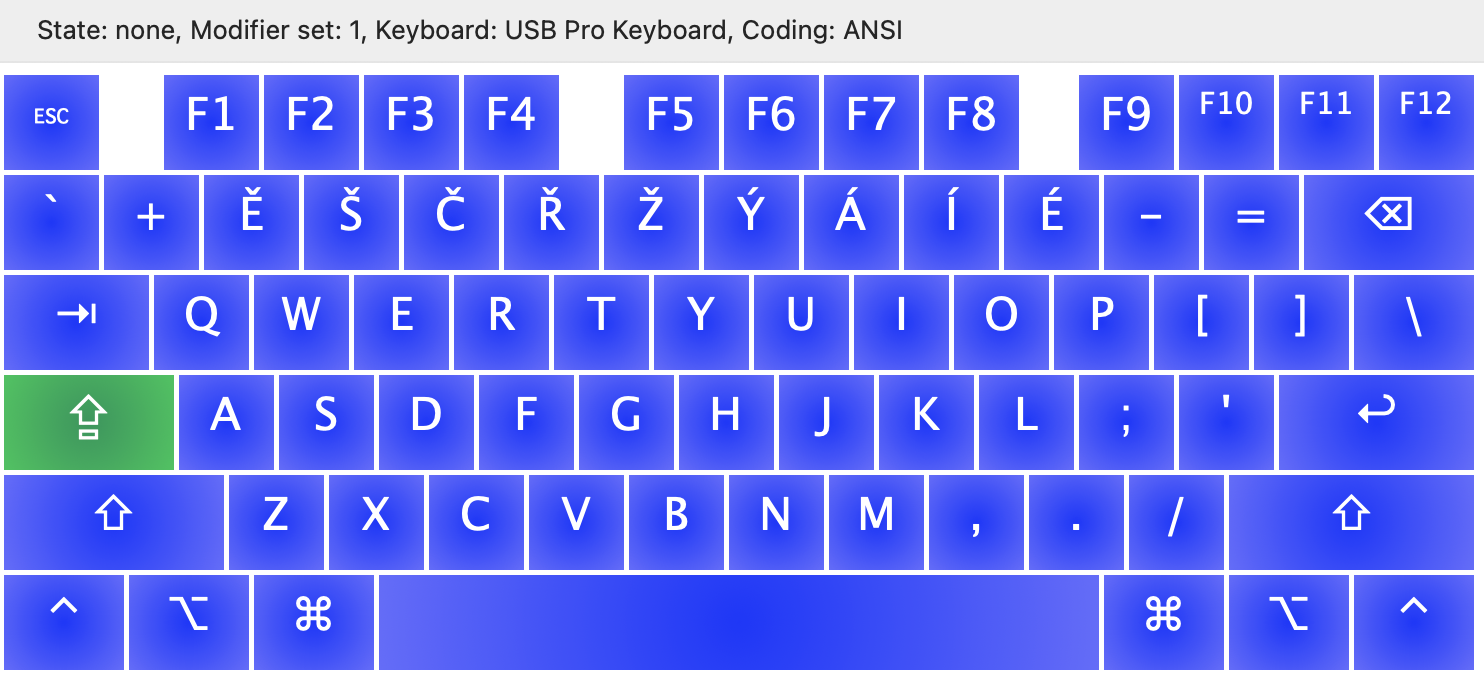 State: none, Modifier set: 1, Keyboard: USB Pro Keyboard, Coding: ANSI
ESC F1 F2 F3 F4 F5 F6 F7 F8 F9 F10 F11 F12
` + Ě Š Č Ř Ž Ý Á Í É - = ⌫
⇥ Q W E R T Y U I O P [ ] \
⇪ A S D F G H J K L ; ' ↩
⇧ Z X C V B N M , . / ⇧
⌃ ⌥ ⌘ ⌘ ⌥ ⌃